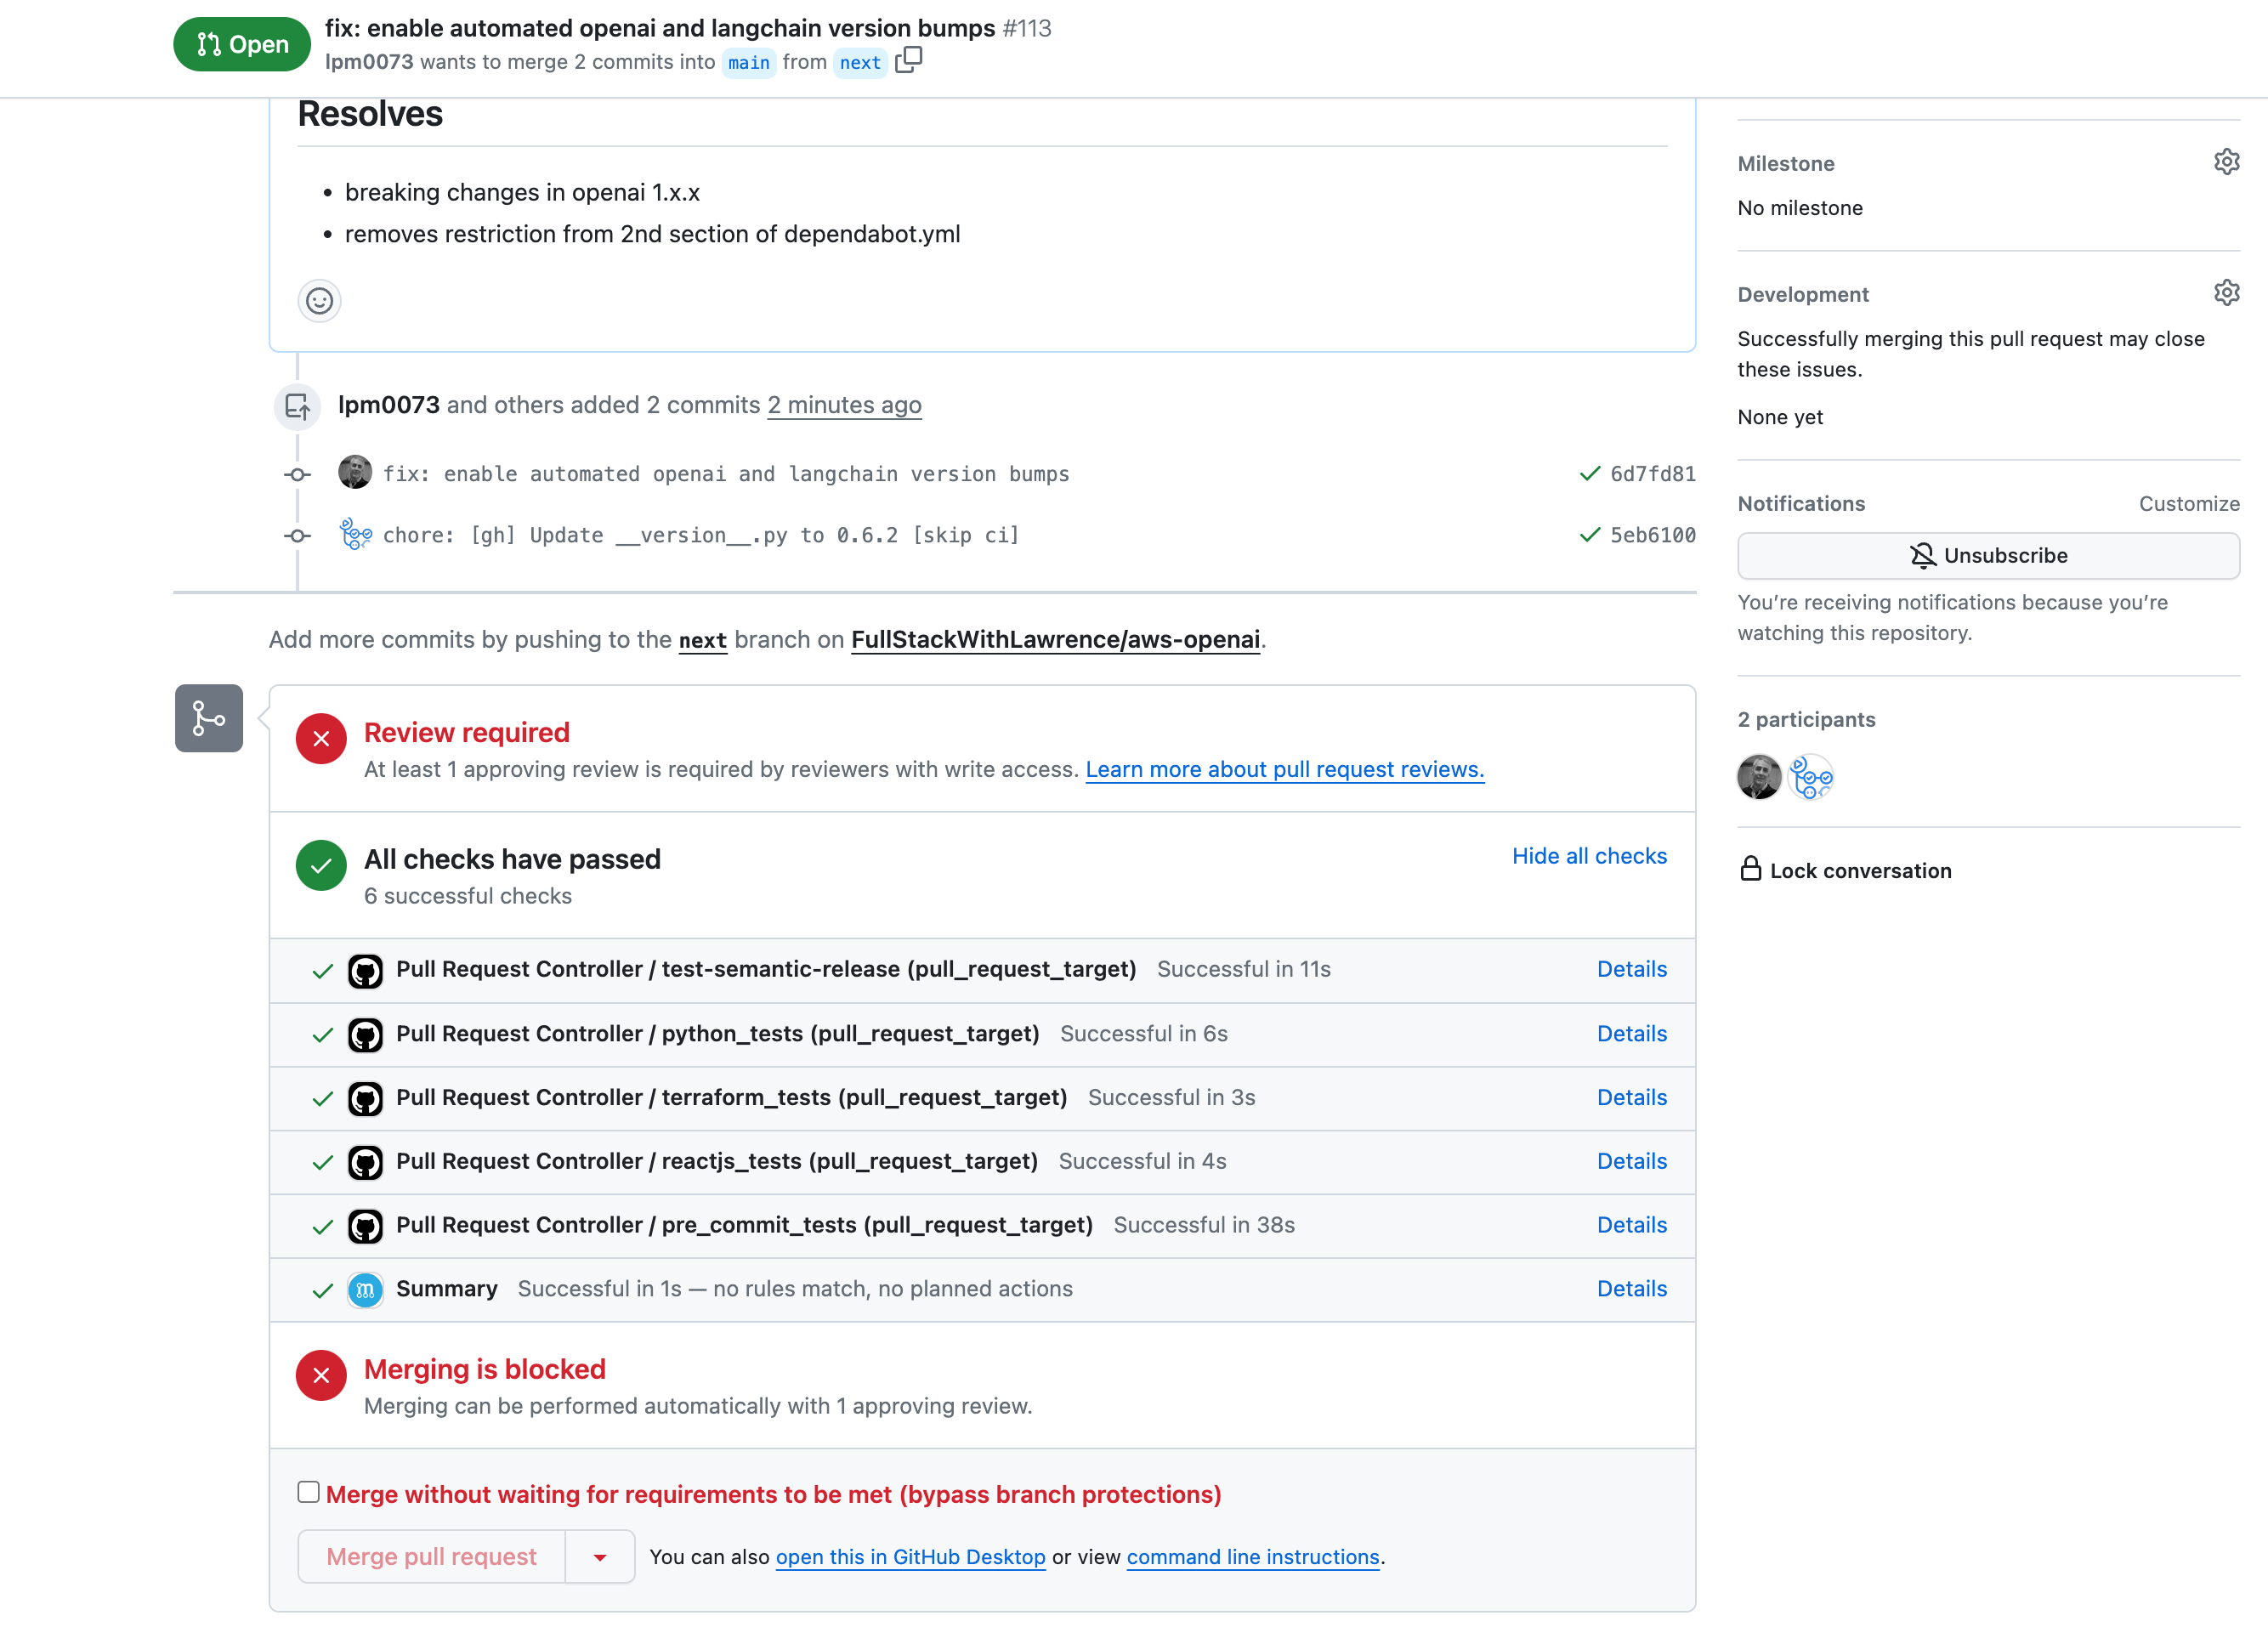 Open
fix: enable automated openai and langchain version bumps #113
lpm0073 wants to merge 2 commits into main from next
Resolves
breaking changes in openai 1.x.x
removes restriction from 2nd section of dependabot.yml
lpm0073 and others added 2 commits 2 minutes ago
fix: enable automated openai and langchain version bumps 6d7fd81
chore: [gh] Update __version__.py to 0.6.2 [skip ci] 5eb6100
Add more commits by pushing to the next branch on FullStackWithLawrence/aws-openai.
Review required
At least 1 approving review is required by reviewers with write access. Learn more about pull request reviews.
All checks have passed
Hide all checks
6 successful checks
Pull Request Controller / test-semantic-release (pull_request_target) Successful in 11s Details
Pull Request Controller / python_tests (pull_request_target) Successful in 6s Details
Pull Request Controller / terraform_tests (pull_request_target) Successful in 3s Details
Pull Request Controller / reactjs_tests (pull_request_target) Successful in 4s Details
Pull Request Controller / pre_commit_tests (pull_request_target) Successful in 38s Details
Summary Successful in 1s — no rules match, no planned actions Details
Merging is blocked
Merging can be performed automatically with 1 approving review.
Merge without waiting for requirements to be met (bypass branch protections)
Merge pull request
You can also open this in GitHub Desktop or view command line instructions.
Milestone
No milestone
Development
Successfully merging this pull request may close
these issues.
None yet
Notifications Customize
Unsubscribe
You're receiving notifications because you're
watching this repository.
2 participants
Lock conversation